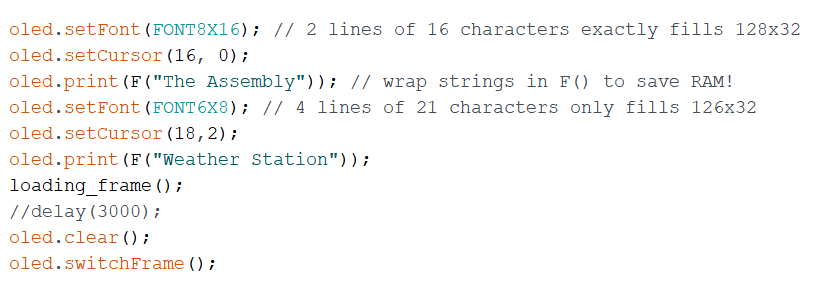 oled.setFont(FONT8X16); // 2 lines of 16 characters exactly fills 128x32
oled.setCursor(16, 0);
oled.print(F("The Assembly")); // wrap strings in F() to save RAM!
oled.setFont(FONT6X8); // 4 lines of 21 characters only fills 126x32
oled.setCursor(18,2);
oled.print(F("Weather Station"));
loading_frame();
//delay(3000);
oled.clear();
oled.switchFrame();